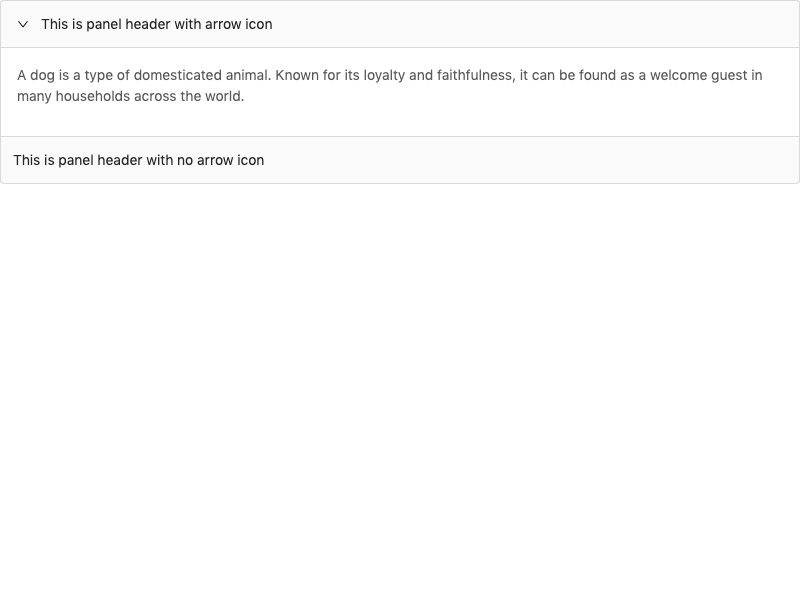 This is panel header with arrow icon
A dog is a type of domesticated animal. Known for its loyalty and faithfulness, it can be found as a welcome guest in
many households across the world.
This is panel header with no arrow icon